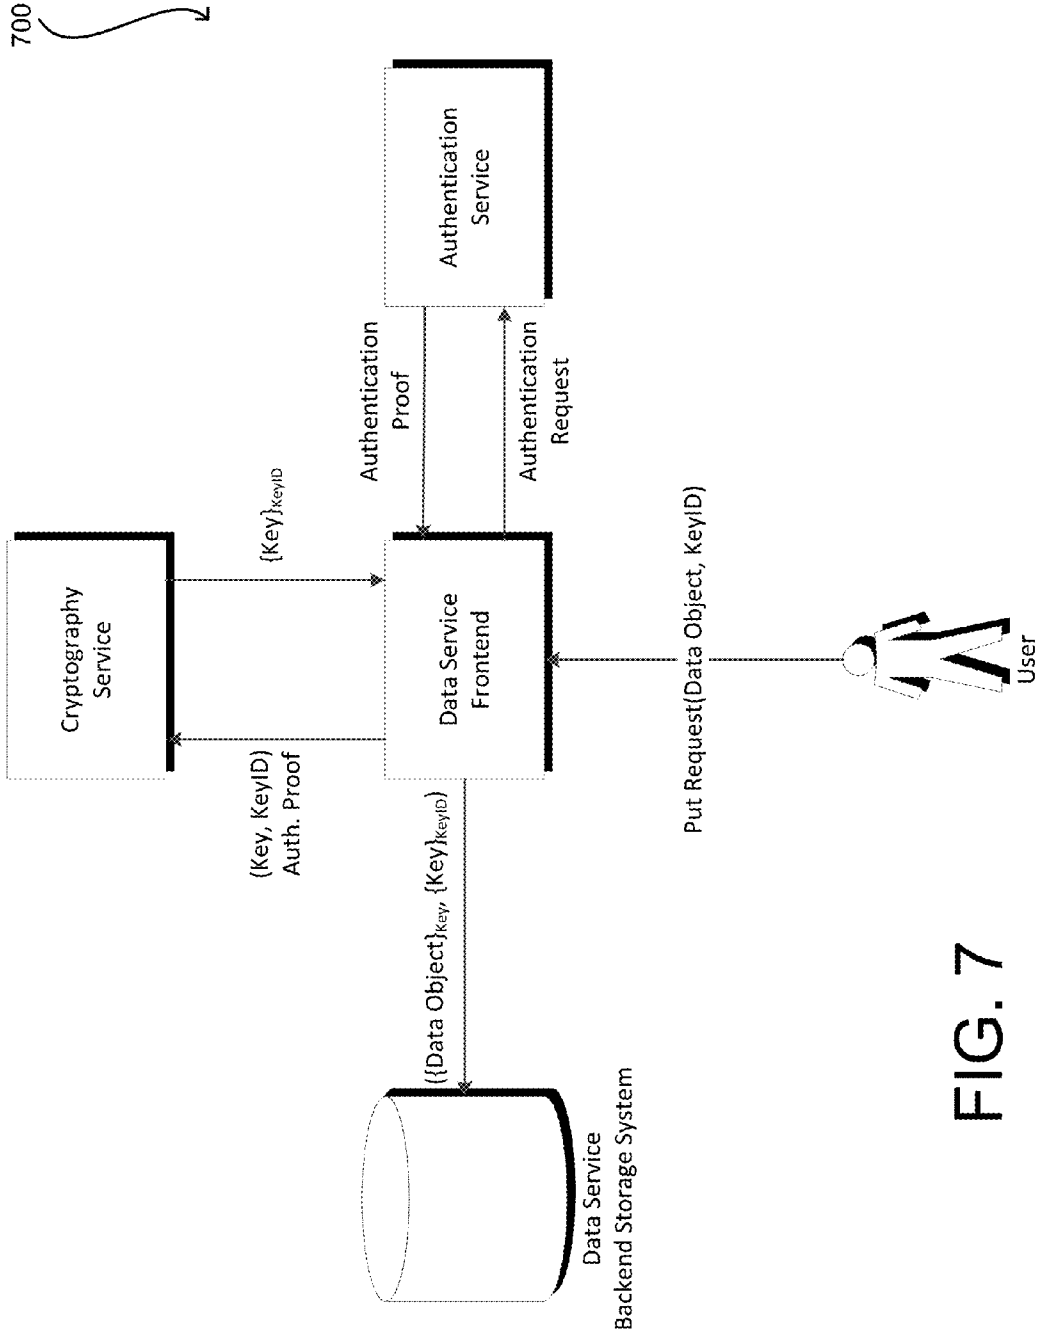 700
Cryptography
Service
{Key}KeyID
(Key, KeyID)
Auth. Proof
Authentication
Proof
Authentication
Service
Authentication
Request
Data Service
Frontend
({Data Object}Key, {Key}KeyID)
Data Service
Backend Storage System
Put Request(Data Object, KeyID)
User
FIG. 7